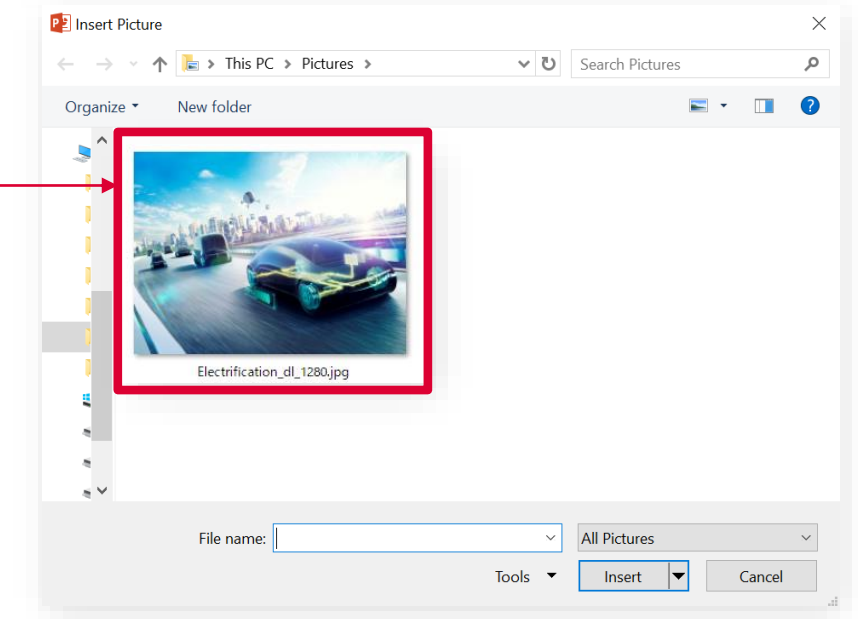 Insert Picture
This PC > Pictures >
Search Pictures
Organize
New folder
Electrification_dl_1280.jpg
File name:
All Pictures
Tools
Insert
Cancel